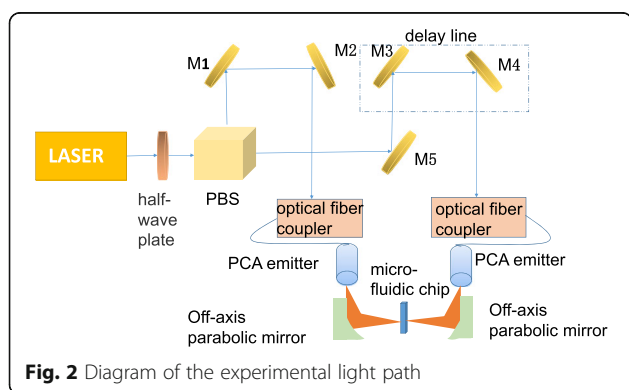 delay line
M1
M2
M3
M4
LASER
M5
half-
wave
plate
PBS
optical fiber
coupler
optical fiber
coupler
PCA emitter
micro-
fluidic chip
PCA emitter
Off-axis
parabolic mirror
Off-axis
parabolic mirror
Fig. 2 Diagram of the experimental light path